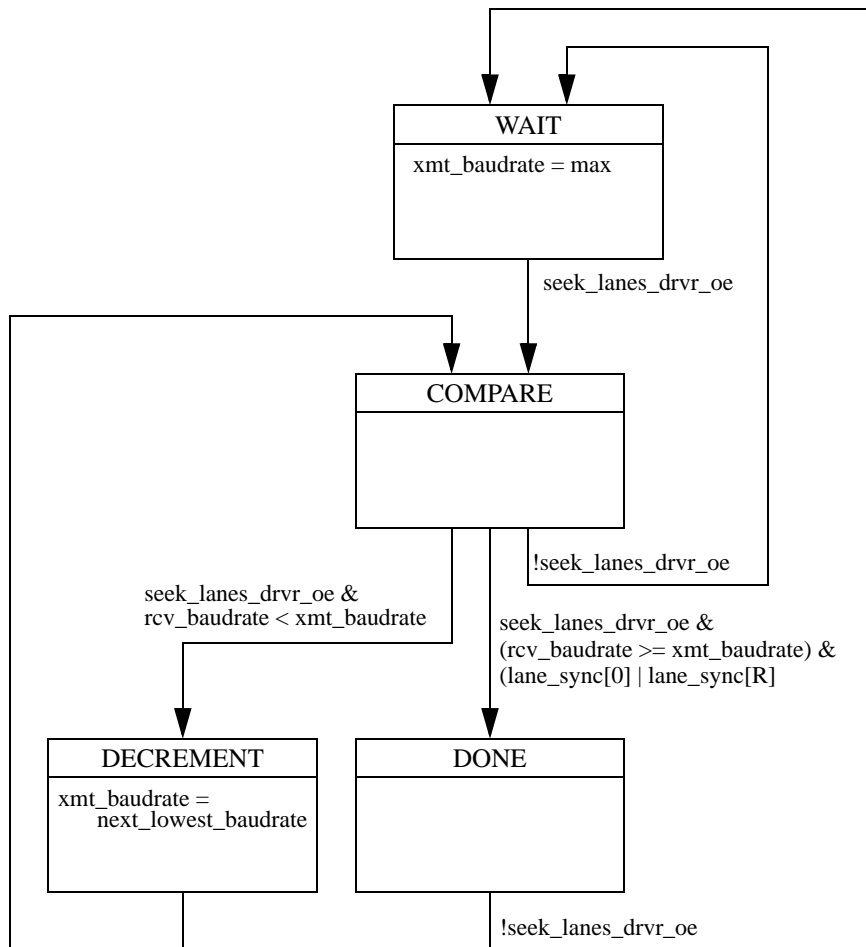 WAIT
xmt_baudrate = max
seek_lanes_drvr_oe
COMPARE
!seek_lanes_drvr_oe
seek_lanes_drvr_oe &
rcv_baudrate < xmt_baudrate
seek_lanes_drvr_oe &
(rcv_baudrate >= xmt_baudrate) &
(lane_sync[0] | lane_sync[R]
DECREMENT
xmt_baudrate =
next_lowest_baudrate
DONE
!seek_lanes_drvr_oe